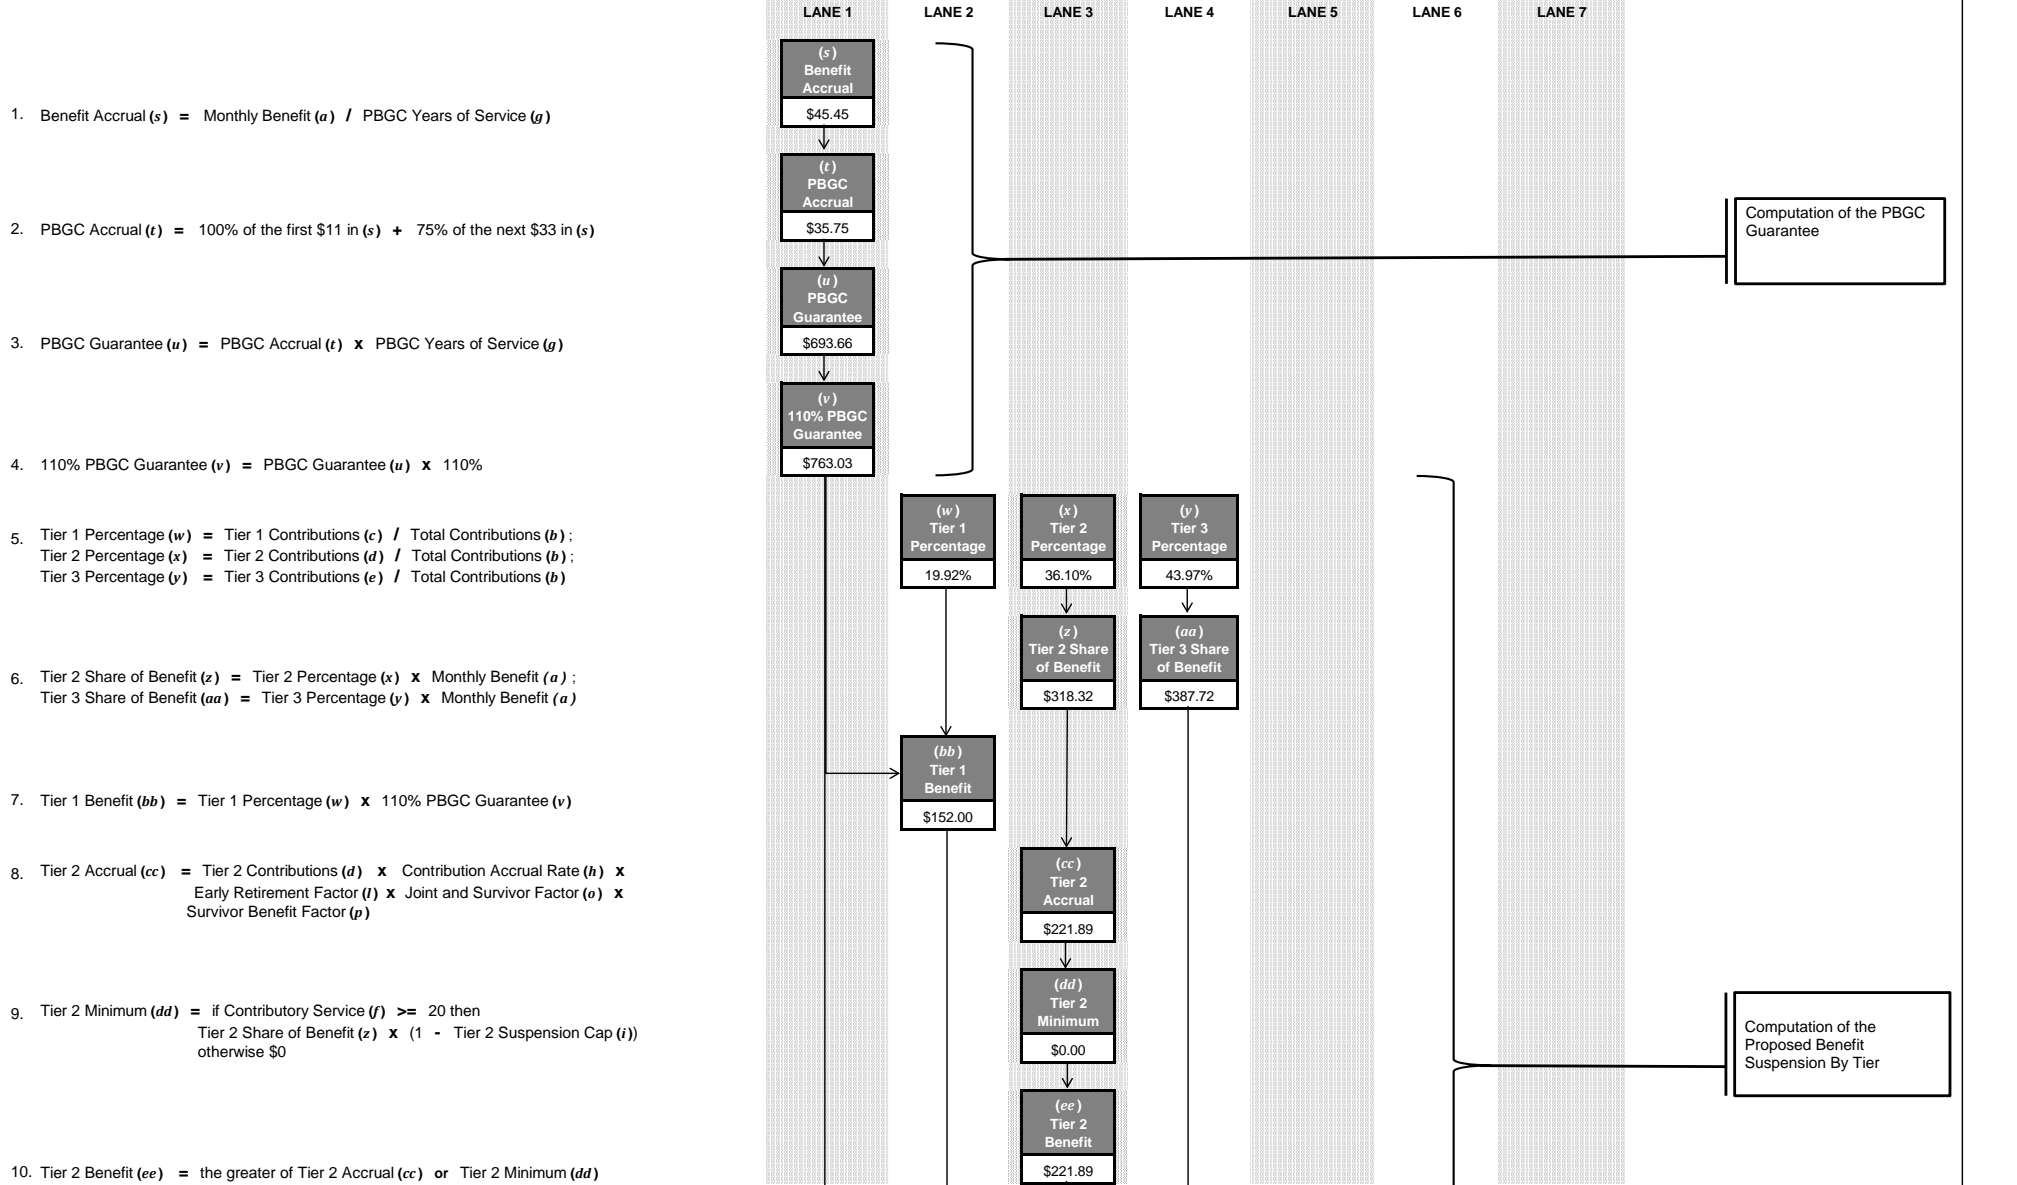 LANE 1 LANE 2 LANE 3 LANE 4 LANE 5 LANE 6 LANE 7
(s)
Benefit
Accrual
$45.45
1. Benefit Accrual (s) = Monthly Benefit (a) / PBGC Years of Service (g)
(t)
PBGC
Accrual
$35.75
2. PBGC Accrual (t) = 100% of the first $11 in (s) + 75% of the next $33 in (s)
Computation of the PBGC
Guarantee
(u)
PBGC
Guarantee
$693.66
3. PBGC Guarantee (u) = PBGC Accrual (t) x PBGC Years of Service (g)
(v)
110% PBGC
Guarantee
$763.03
4. 110% PBGC Guarantee (v) = PBGC Guarantee (u) x 110%
(w)
Tier 1
Percentage
19.92%
(x)
Tier 2
Percentage
36.10%
(y)
Tier 3
Percentage
43.97%
5. Tier 1 Percentage (w) = Tier 1 Contributions (c) / Total Contributions (b) ;
Tier 2 Percentage (x) = Tier 2 Contributions (d) / Total Contributions (b) ;
Tier 3 Percentage (y) = Tier 3 Contributions (e) / Total Contributions (b)
(z)
Tier 2 Share
of Benefit
$318.32
(aa)
Tier 3 Share
of Benefit
$387.72
6. Tier 2 Share of Benefit (z) = Tier 2 Percentage (x) x Monthly Benefit (a) ;
Tier 3 Share of Benefit (aa) = Tier 3 Percentage (y) x Monthly Benefit (a)
(bb)
Tier 1
Benefit
$152.00
7. Tier 1 Benefit (bb) = Tier 1 Percentage (w) x 110% PBGC Guarantee (v)
(cc)
Tier 2
Accrual
$221.89
8. Tier 2 Accrual (cc) = Tier 2 Contributions (d) x Contribution Accrual Rate (h) x
Early Retirement Factor (l) x Joint and Survivor Factor (o) x
Survivor Benefit Factor (p)
(dd)
Tier 2
Minimum
$0.00
9. Tier 2 Minimum (dd) = if Contributory Service (f) >= 20 then
Tier 2 Share of Benefit (z) x (1 - Tier 2 Suspension Cap (i))
otherwise $0
Computation of the
Proposed Benefit
Suspension By Tier
(ee)
Tier 2
Benefit
$221.89
10. Tier 2 Benefit (ee) = the greater of Tier 2 Accrual (cc) or Tier 2 Minimum (dd)